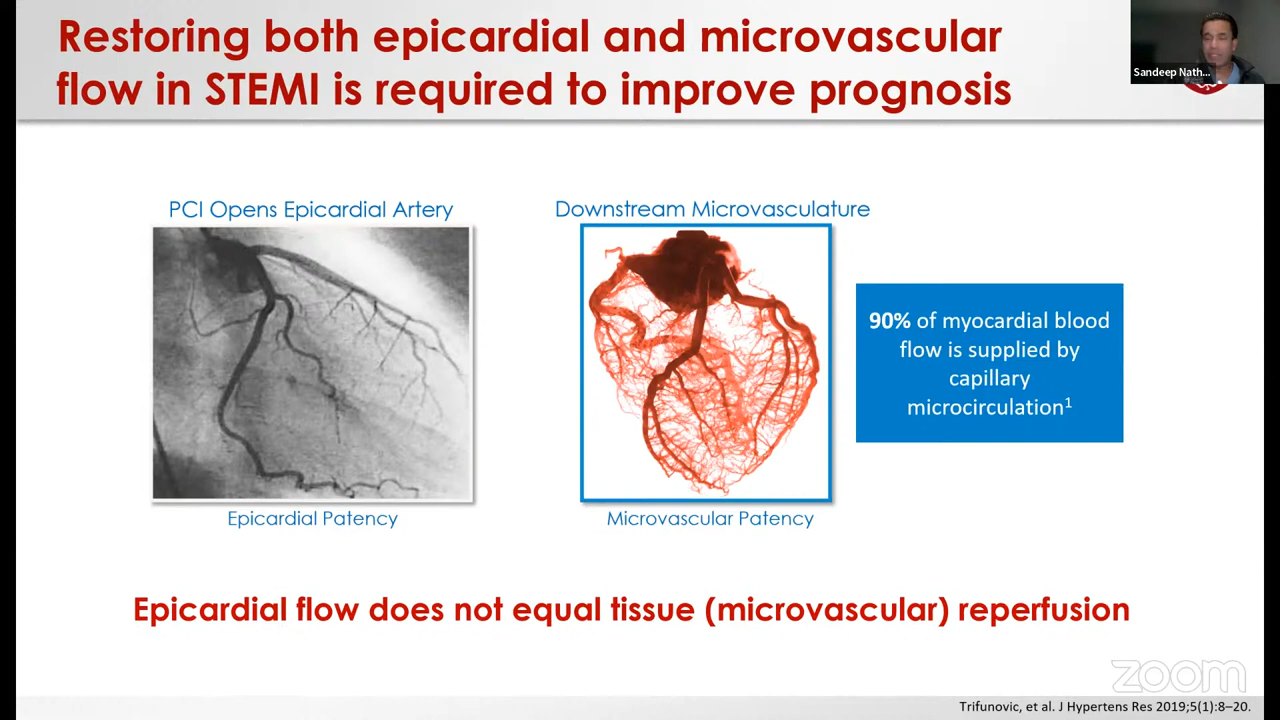 Restoring both epicardial and microvascular
flow in STEMI is required to improve prognosis
Sandeep Nath...
PCI Opens Epicardial Artery
Downstream Microvasculature
90% of myocardial blood
flow is supplied by
capillary
microcirculation¹
Epicardial Patency
Microvascular Patency
Epicardial flow does not equal tissue (microvascular) reperfusion
zoom
Trifunovic, et al. J Hypertens Res 2019;5(1):8–20.